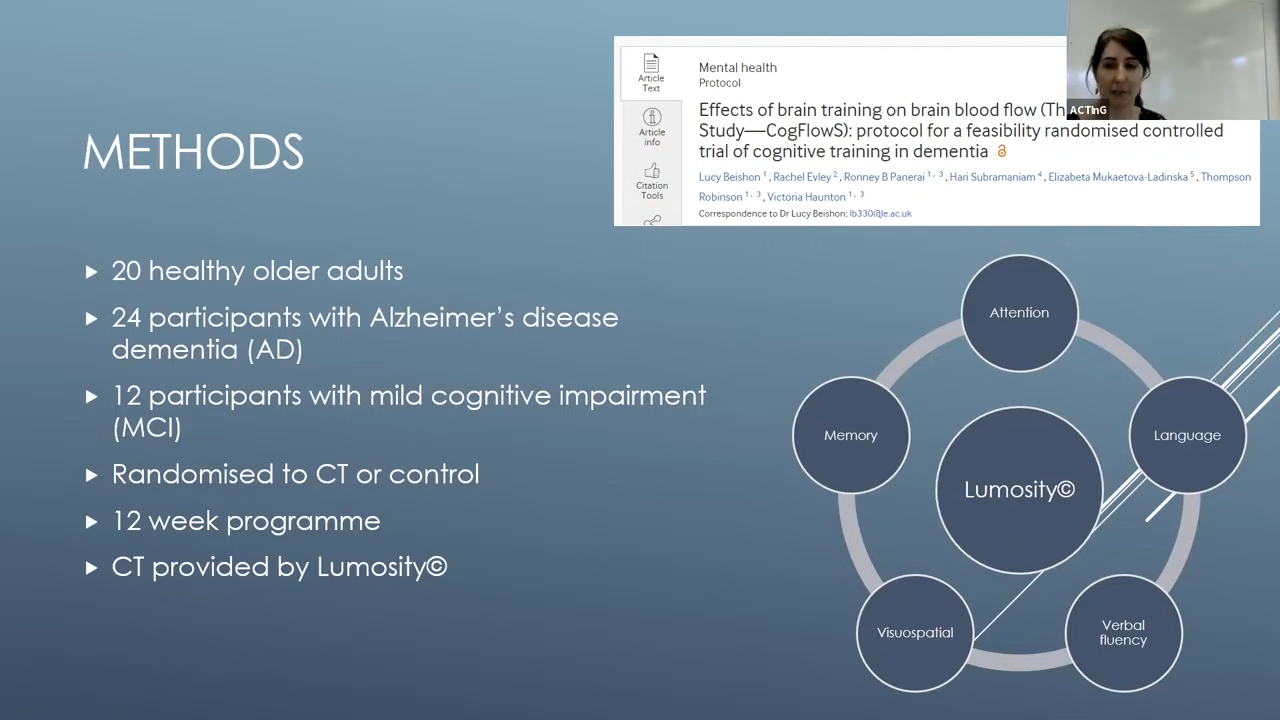 METHODS
20 healthy older adults
24 participants with Alzheimer's disease
dementia (AD)
12 participants with mild cognitive impairment
(MCI)
Randomised to CT or control
12 week programme
CT provided by Lumosity©
Article
Text
Article
info
Citation
Tools
Mental health
Protocol
Effects of brain training on brain blood flow
Study—CogFlowS): protocol for a feasibility randomised controlled
trial of cognitive training in dementia
Lucy Beishon 1, Rachel Evley 2, Ronney B Panerai 1, 3, Hari Subramaniam 4, Elizabeta Mukaetova-Ladinska 5, Thompson
Robinson 1, 3, Victoria Haunton 1, 3
Correspondence to Dr Lucy Beishon; lb330@le.ac.uk
ACTInG
Attention
Memory
Language
Lumosity©
Visuospatial
Verbal
fluency